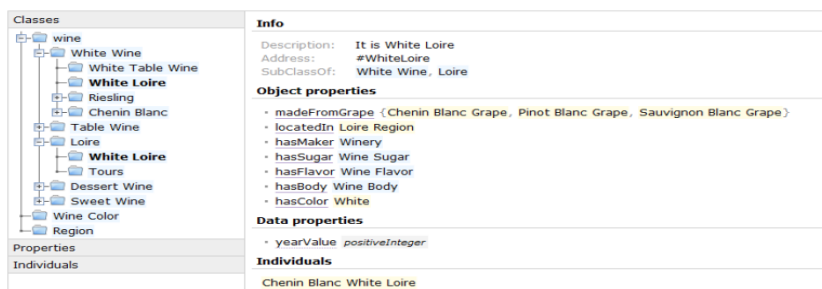 Classes
wine
White Wine
White Table Wine
White Loire
Riesling
Chenin Blanc
Table Wine
Loire
White Loire
Tours
Dessert Wine
Sweet Wine
Wine Color
Region
Properties
Individuals
Info
Description: It is White Loire
Address: #WhiteLoire
SubClassOf: White Wine, Loire
Object properties
madeFromGrape {Chenin Blanc Grape, Pinot Blanc Grape, Sauvignon Blanc Grape}
locatedIn Loire Region
hasMaker Winery
hasSugar Wine Sugar
hasFlavor Wine Flavor
hasBody Wine Body
hasColor White
Data properties
yearValue positiveInteger
Individuals
Chenin Blanc White Loire